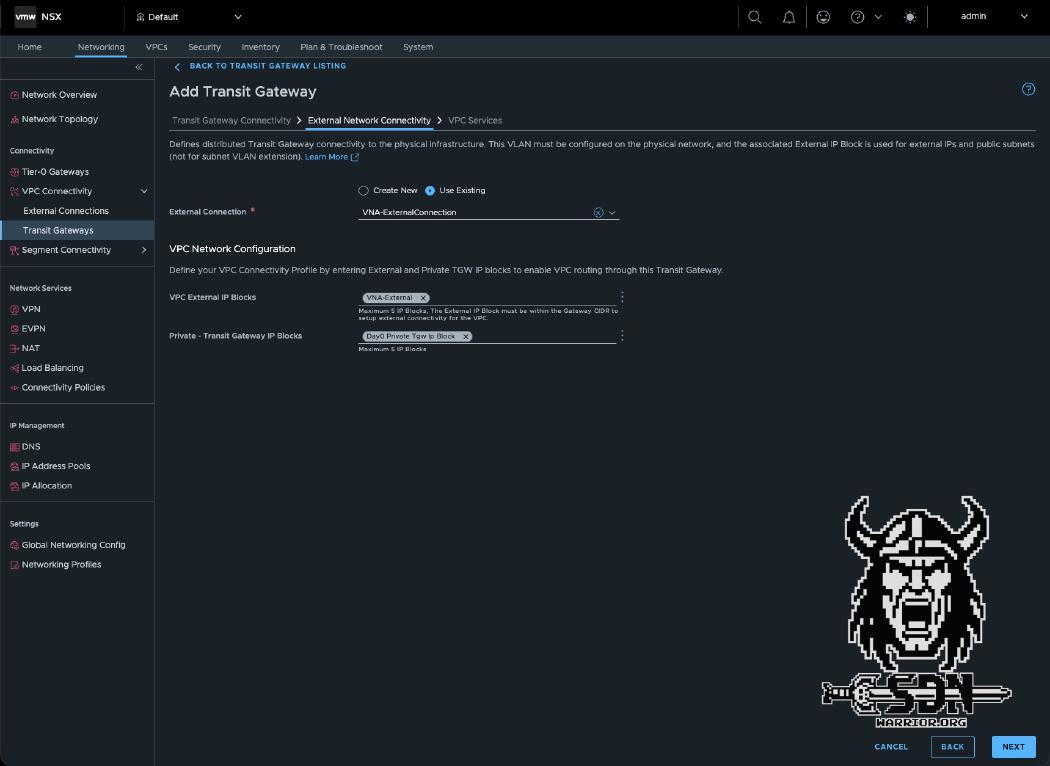 vmw NSX Default admin
Home Networking VPCs Security Inventory Plan & Troubleshoot System
BACK TO TRANSIT GATEWAY LISTING
Add Transit Gateway
Transit Gateway Connectivity External Network Connectivity VPC Services
Defines distributed Transit Gateway connectivity to the physical infrastructure. This VLAN must be configured on the physical network, and the associated External IP Block is used for external IPs and public subnets
(not for subnet VLAN extension). Learn More
Create New Use Existing
External Connection * VNA-ExternalConnection
VPC Network Configuration
Define your VPC Connectivity Profile by entering External and Private TGW IP blocks to enable VPC routing through this Transit Gateway.
VPC External IP Blocks VNA-External
Maximum 5 IP Blocks, The External IP Block must be within the Gateway CIDR to
setup external connectivity for the VPC.
Private - Transit Gateway IP Blocks Day0 Private Tgw Ip Block
Maximum 5 IP Blocks
Network Overview
Network Topology
Connectivity
Tier-0 Gateways
VPC Connectivity
External Connections
Transit Gateways
Segment Connectivity
Network Services
VPN
EVPN
NAT
Load Balancing
Connectivity Policies
IP Management
DNS
IP Address Pools
IP Allocation
Settings
Global Networking Config
Networking Profiles
SDN
WARRIOR.ORG
CANCEL BACK NEXT